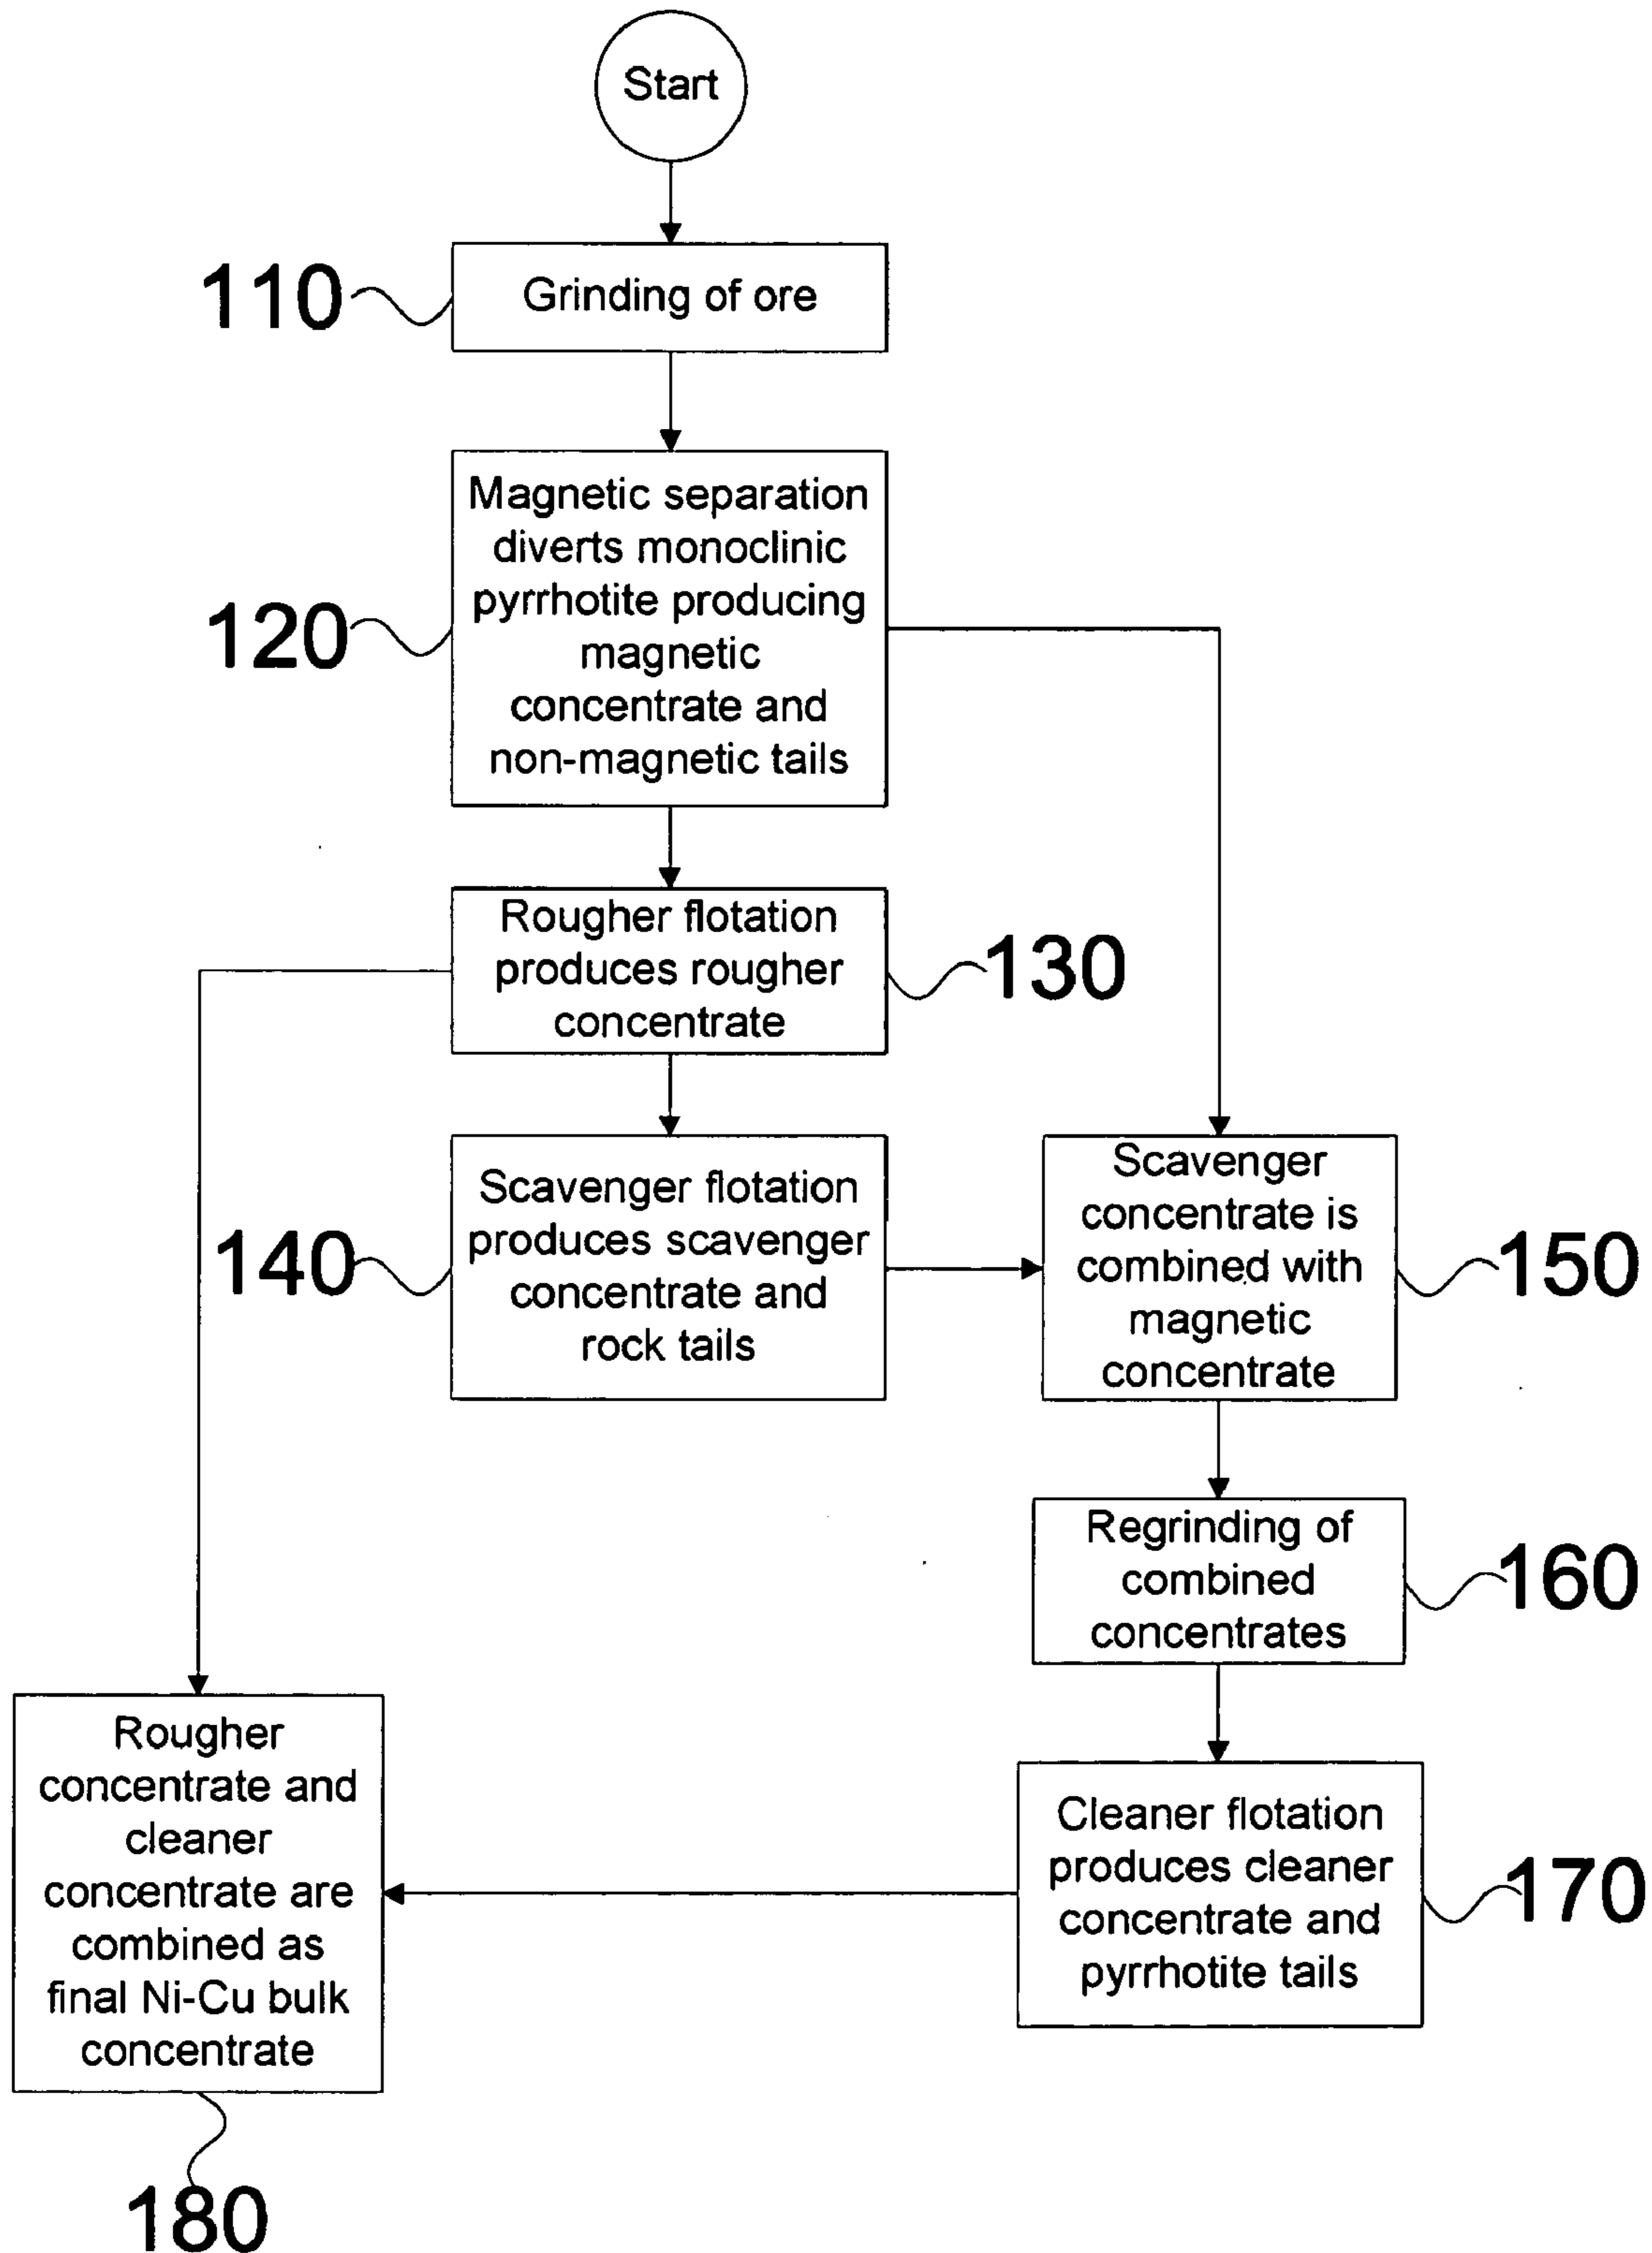 Start
110
Grinding of ore
120
Magnetic separation
diverts monoclinic
pyrrhotite producing
magnetic
concentrate and
non-magnetic tails
Rougher flotation
produces rougher
concentrate
130
140
Scavenger flotation
produces scavenger
concentrate and
rock tails
Scavenger
concentrate is
combined with
magnetic
concentrate
150
Regrinding of
combined
concentrates
160
Rougher
concentrate and
cleaner
concentrate are
combined as
final Ni-Cu bulk
concentrate
Cleaner flotation
produces cleaner
concentrate and
pyrrhotite tails
170
180